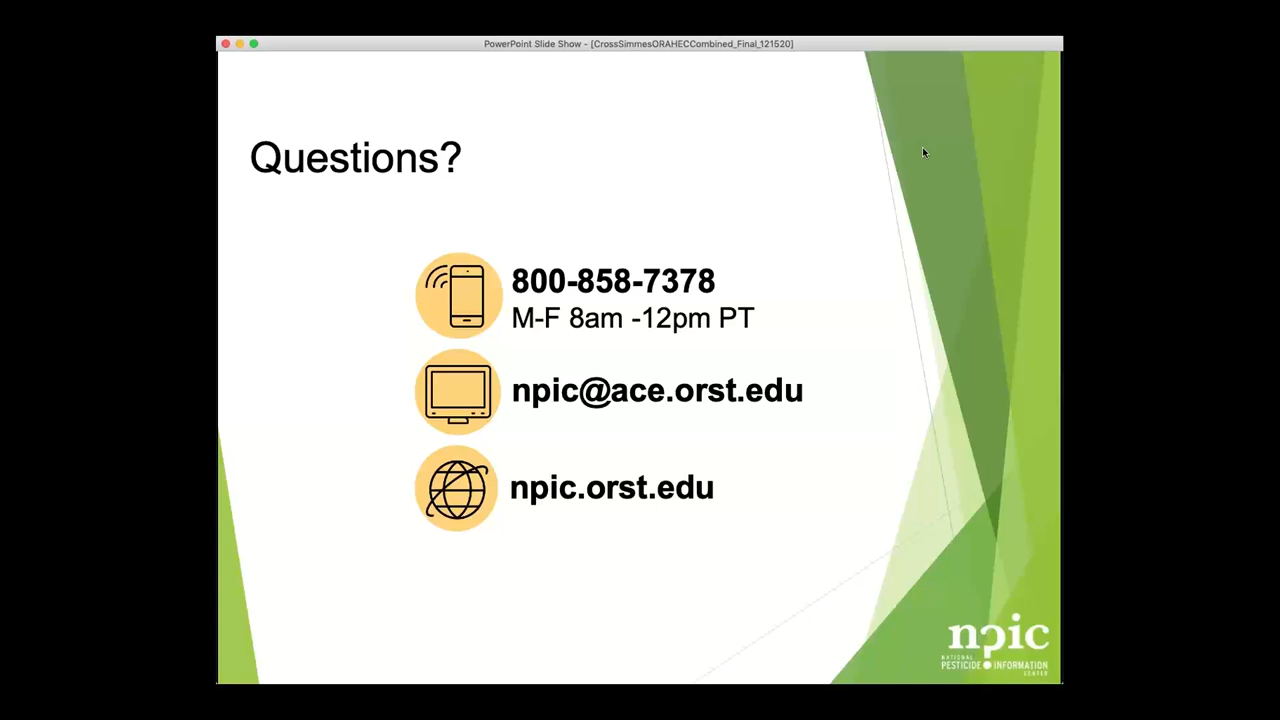 PowerPoint Slide Show - [CrossSimmesORAHECCombined_Final_121520]
Questions?
800-858-7378
M-F 8am -12pm PT
npic@ace.orst.edu
npic.orst.edu
npic
NATIONAL
PESTICIDE INFORMATION
CENTER